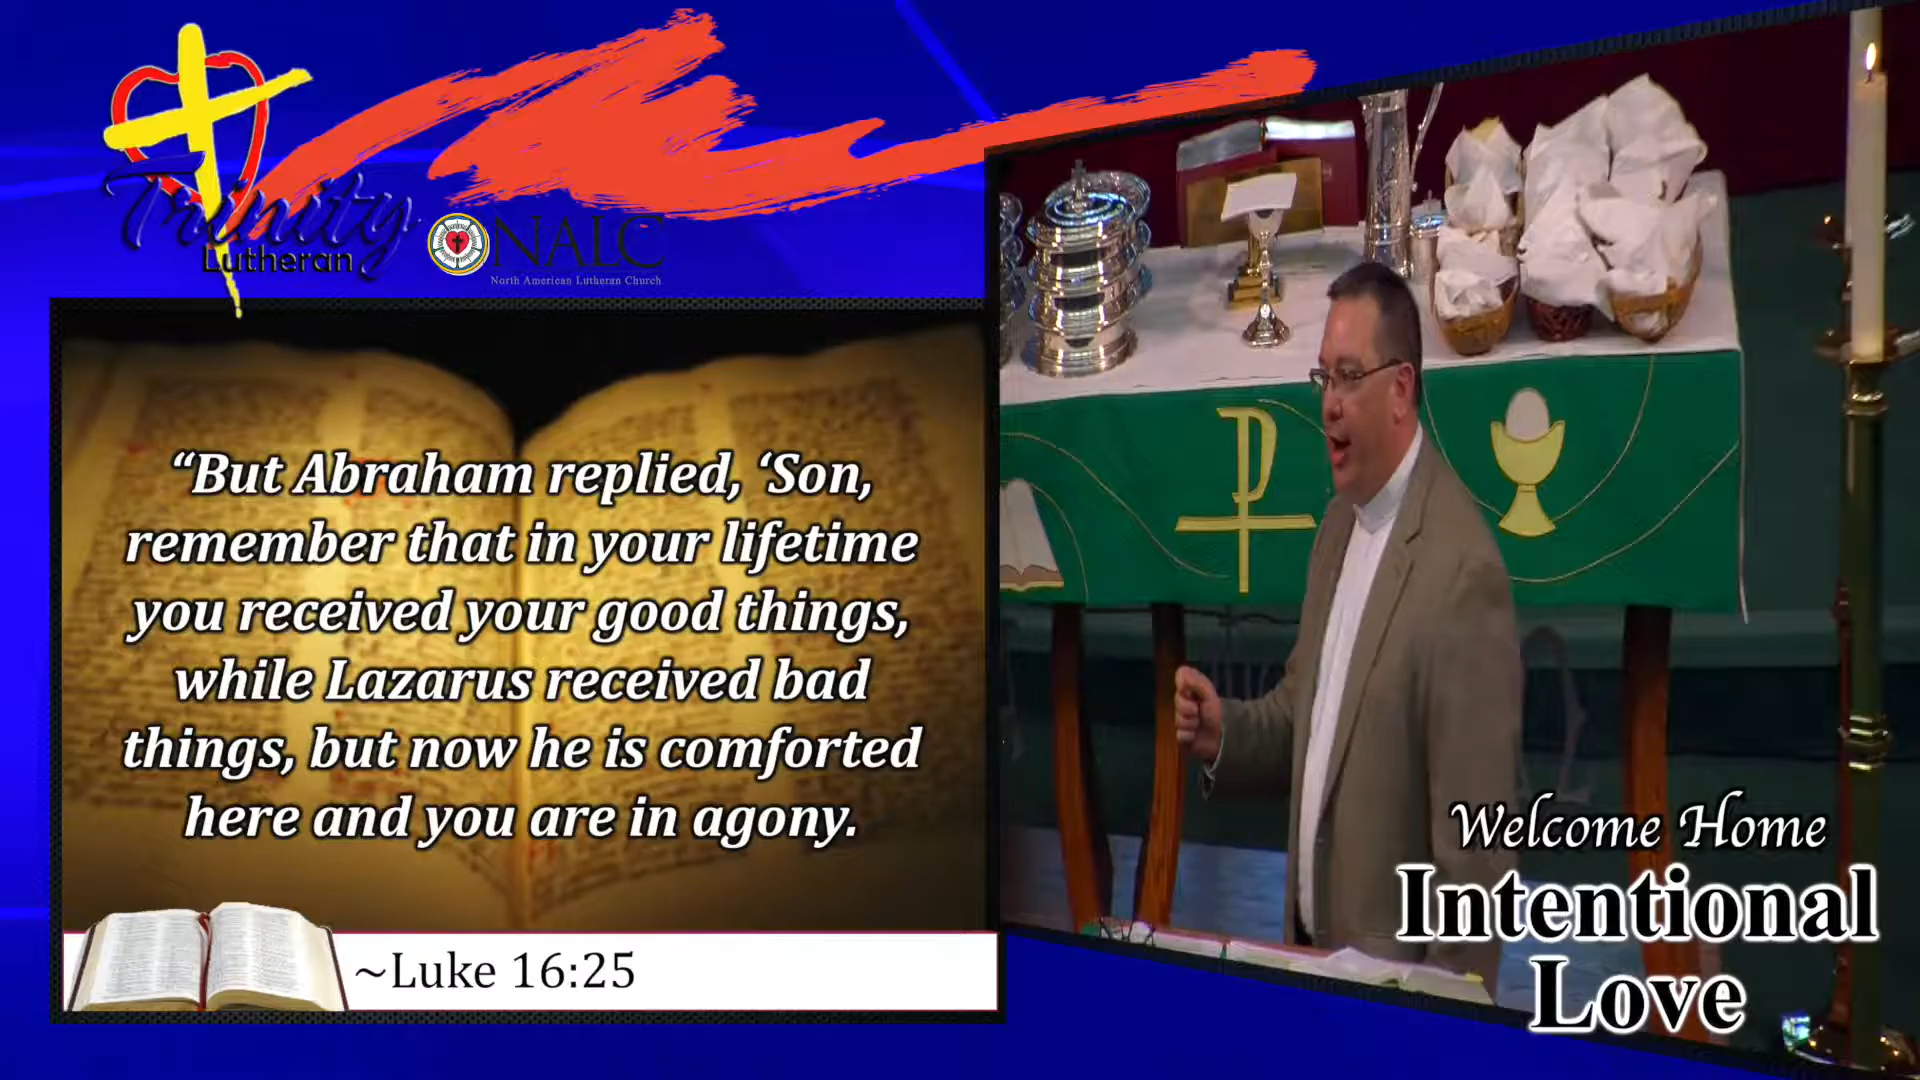 Trinity
Lutheran
NALC
North American Lutheran Church
“But Abraham replied, ‘Son,
remember that in your lifetime
you received your good things,
while Lazarus received bad
things, but now he is comforted
here and you are in agony.
~Luke 16:25
Welcome Home
Intentional
Love